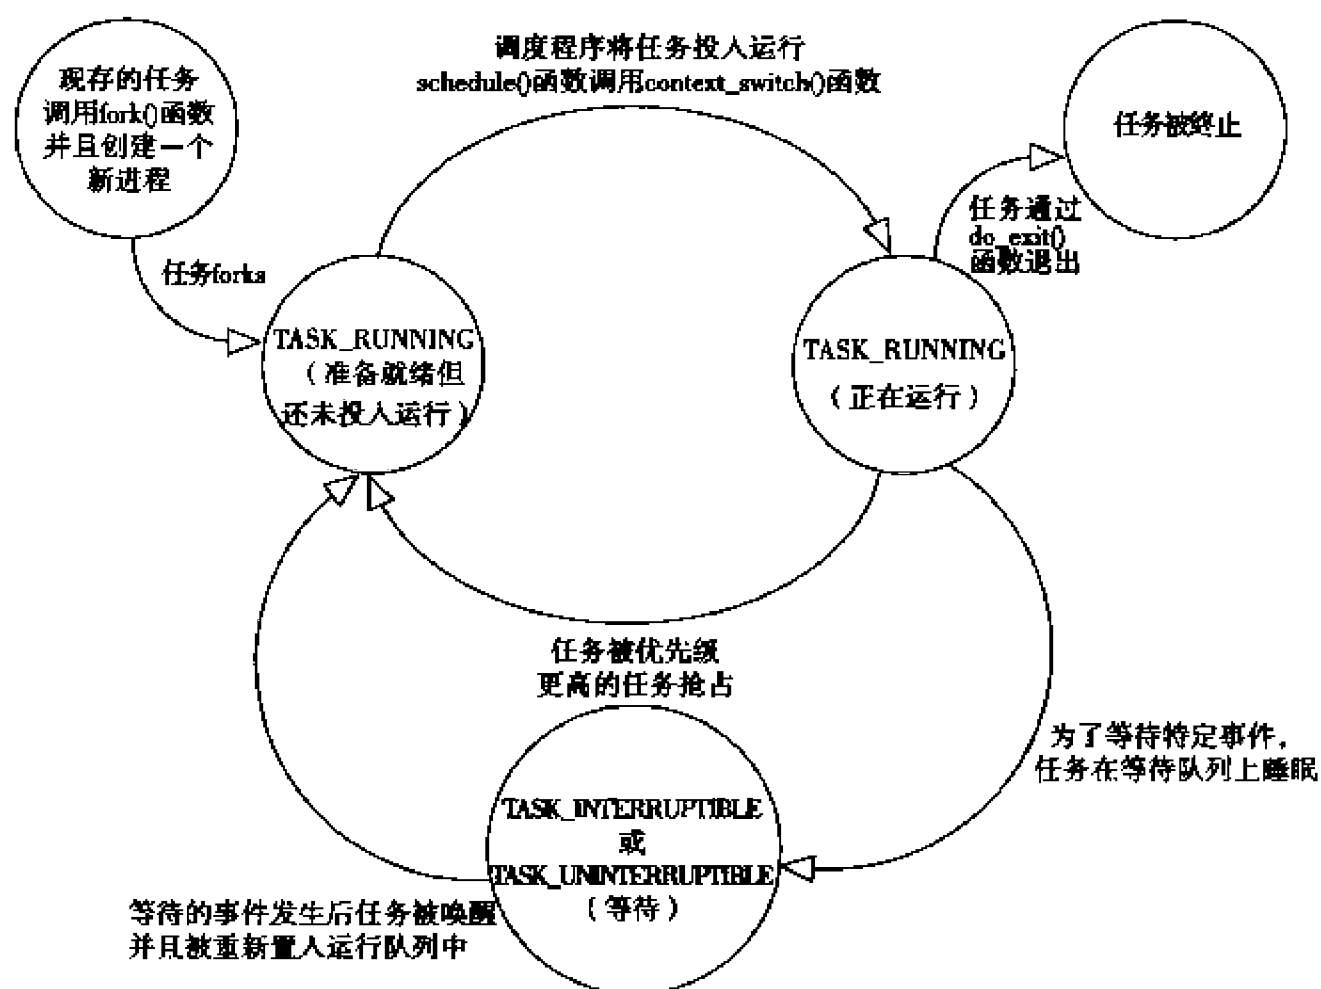 现存的任务
调用fork()函数
并且创建一个
新进程
调度程序将任务投入运行
schedule()函数调用context_switch()函数
任务被终止
任务通过
do_exit()
函数退出
任务forks
TASK_RUNNING
(准备就绪但
还未投入运行)
TASK_RUNNING
(正在运行)
任务被优先级
更高的任务抢占
为了等待特定事件,
任务在等待队列上睡眠
TASK_INTERRUPTIBLE
或
TASK_UNINTERRUPTIBLE
(等待)
等待的事件发生后任务被唤醒
并且被重新置入运行队列中